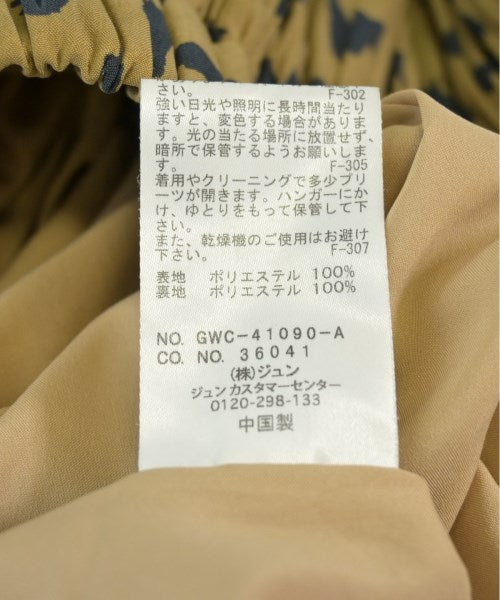 さい。 F-302
強い日光や照明に長時間当たり
ますと、変色する場合がありま
す。光の当たる場所に放置せず、
暗所で保管するようお願いしま
す。 F-305
着用やクリーニングで多少プリ
ーツが開きます。ハンガーにか
け、ゆとりをもって保管して下
さい。
また、乾燥機のご使用はお避け
下さい。 F-307
表地 ポリエステル 100%
裏地 ポリエステル 100%
NO. GWC-41090-A
CO. NO. 36041
(株)ジュン
ジュンカスタマーセンター
0120-298-133
中国製